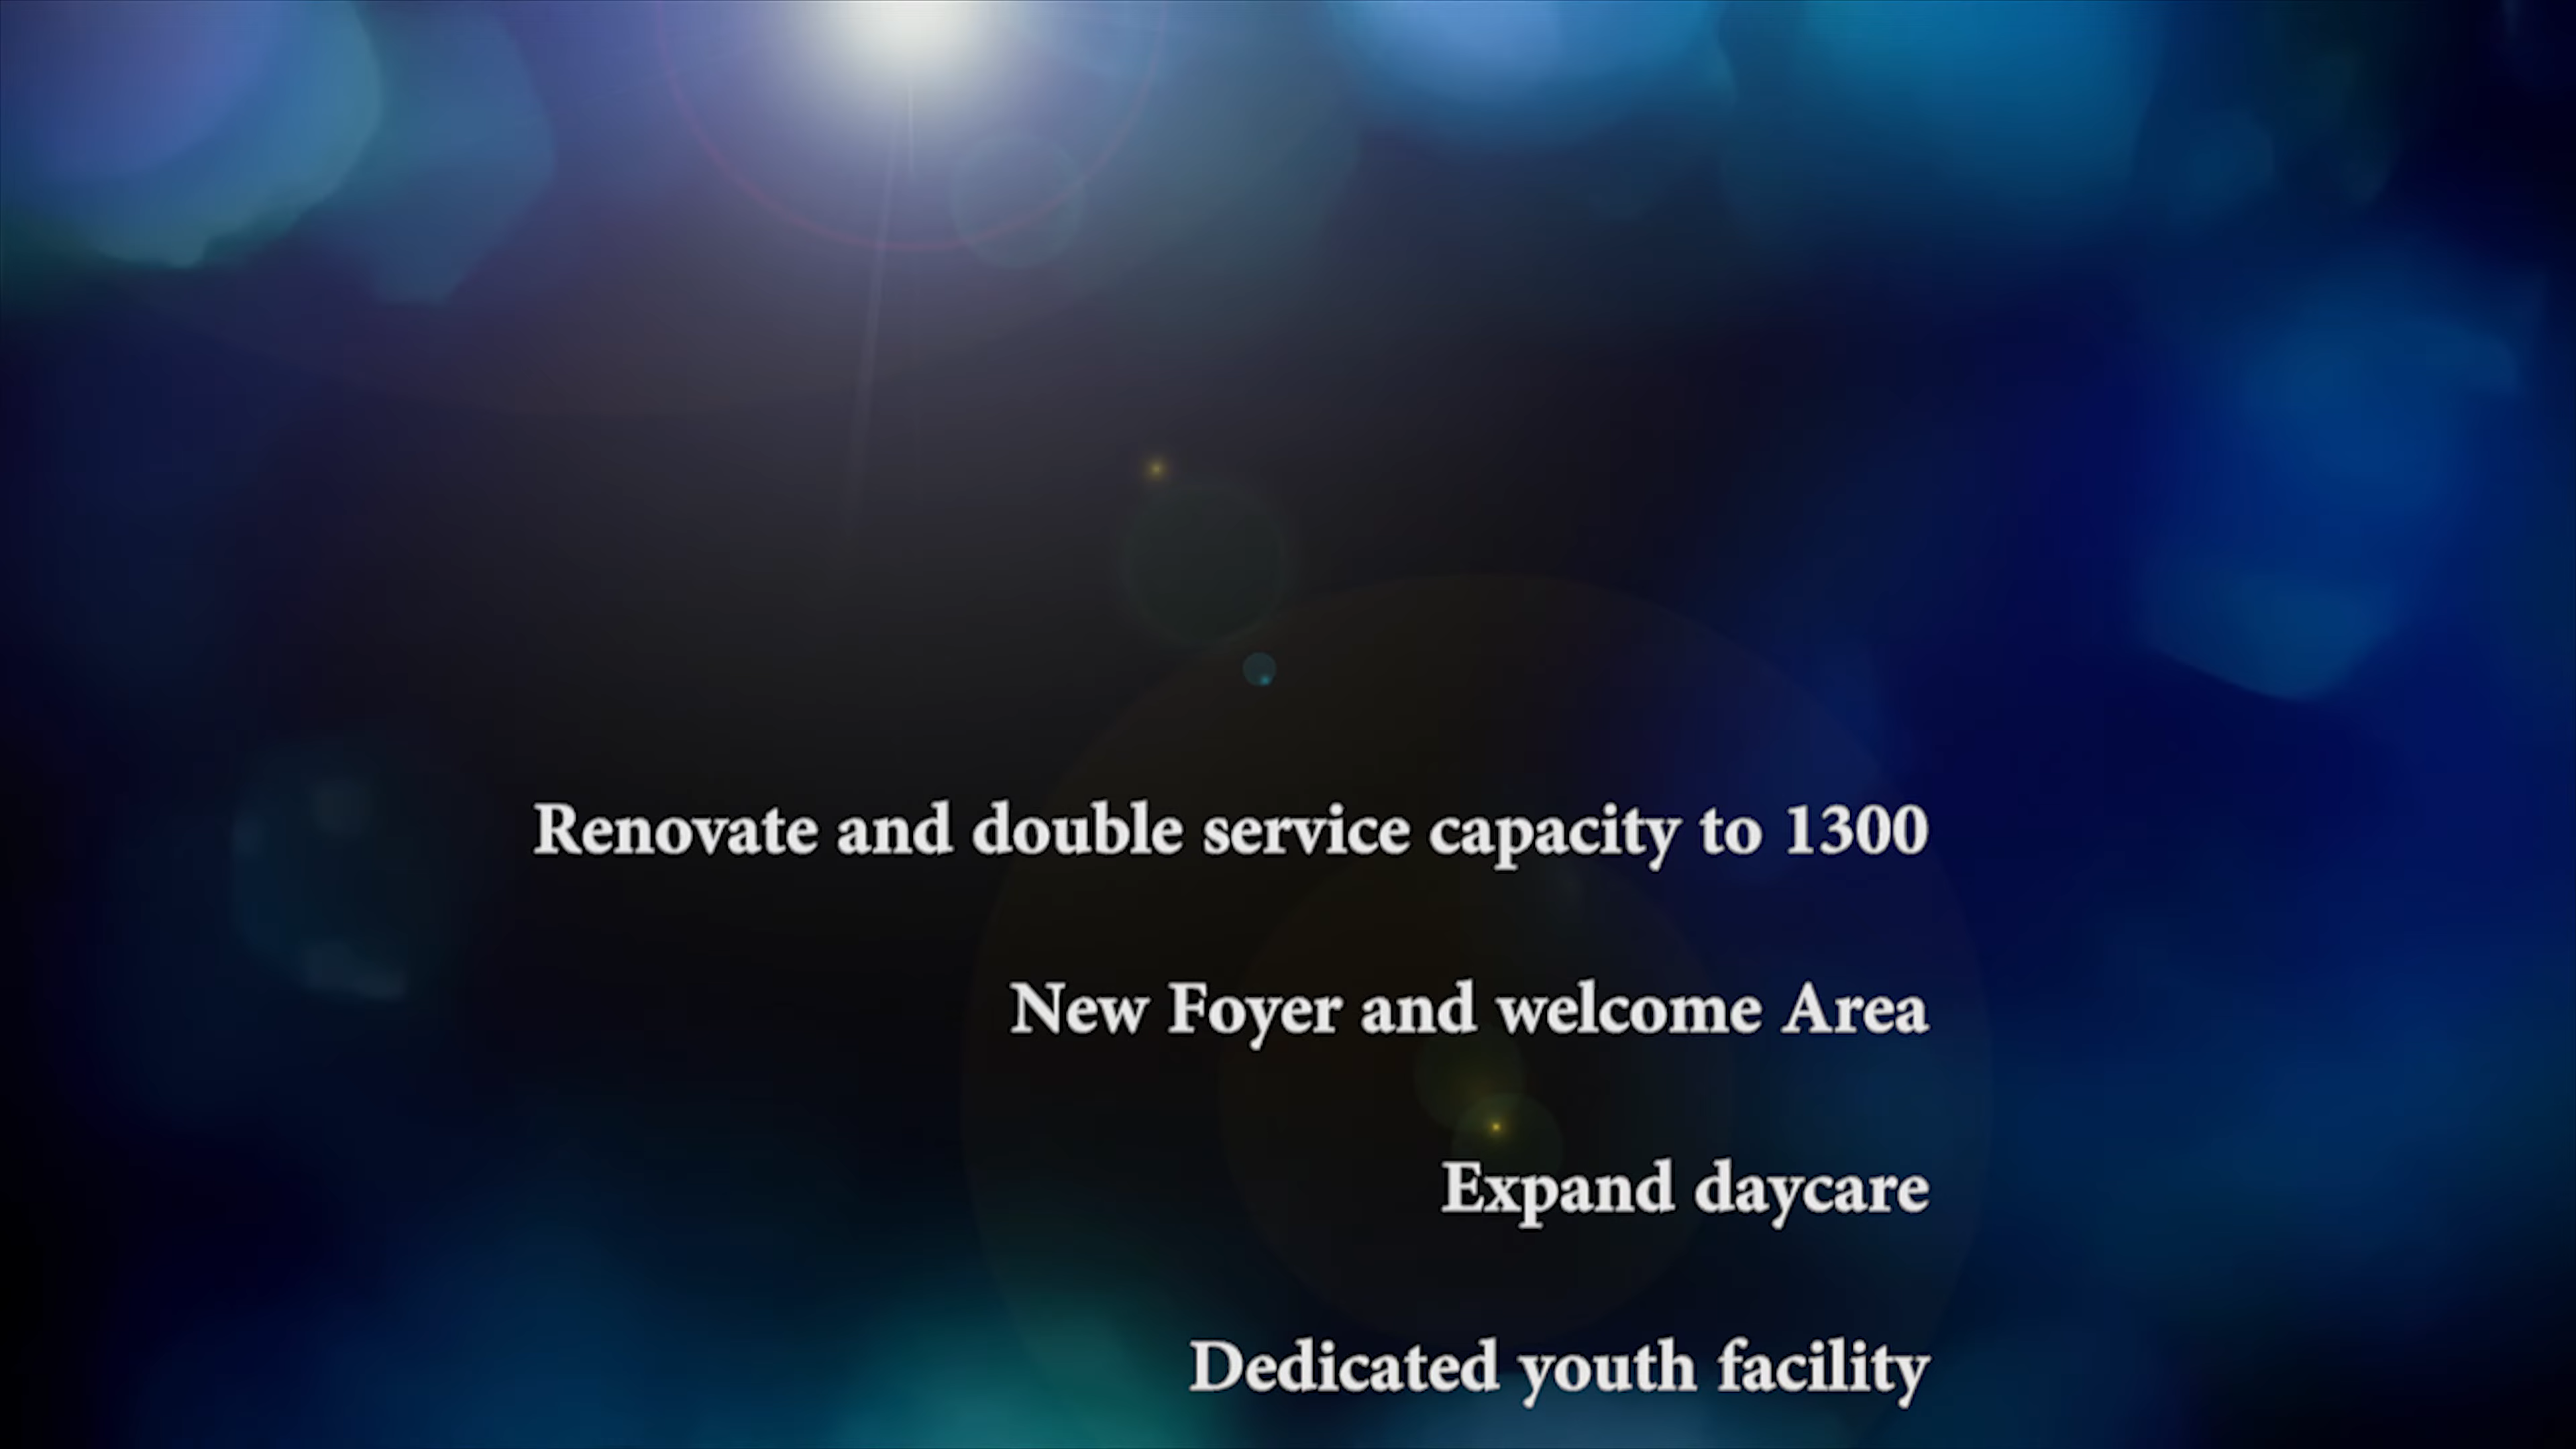 Renovate and double service capacity to 1300
New Foyer and welcome Area
Expand daycare
Dedicated youth facility